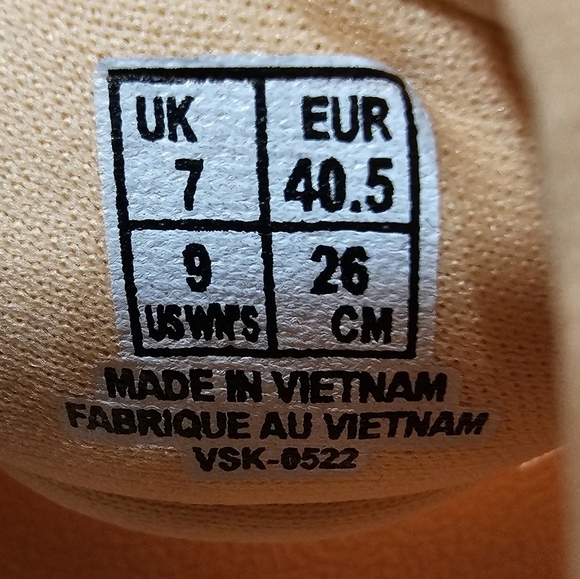 UK EUR
7 40.5
9 26
US WN'S CM
MADE IN VIETNAM
FABRIQUE AU VIETNAM
VSK-0522